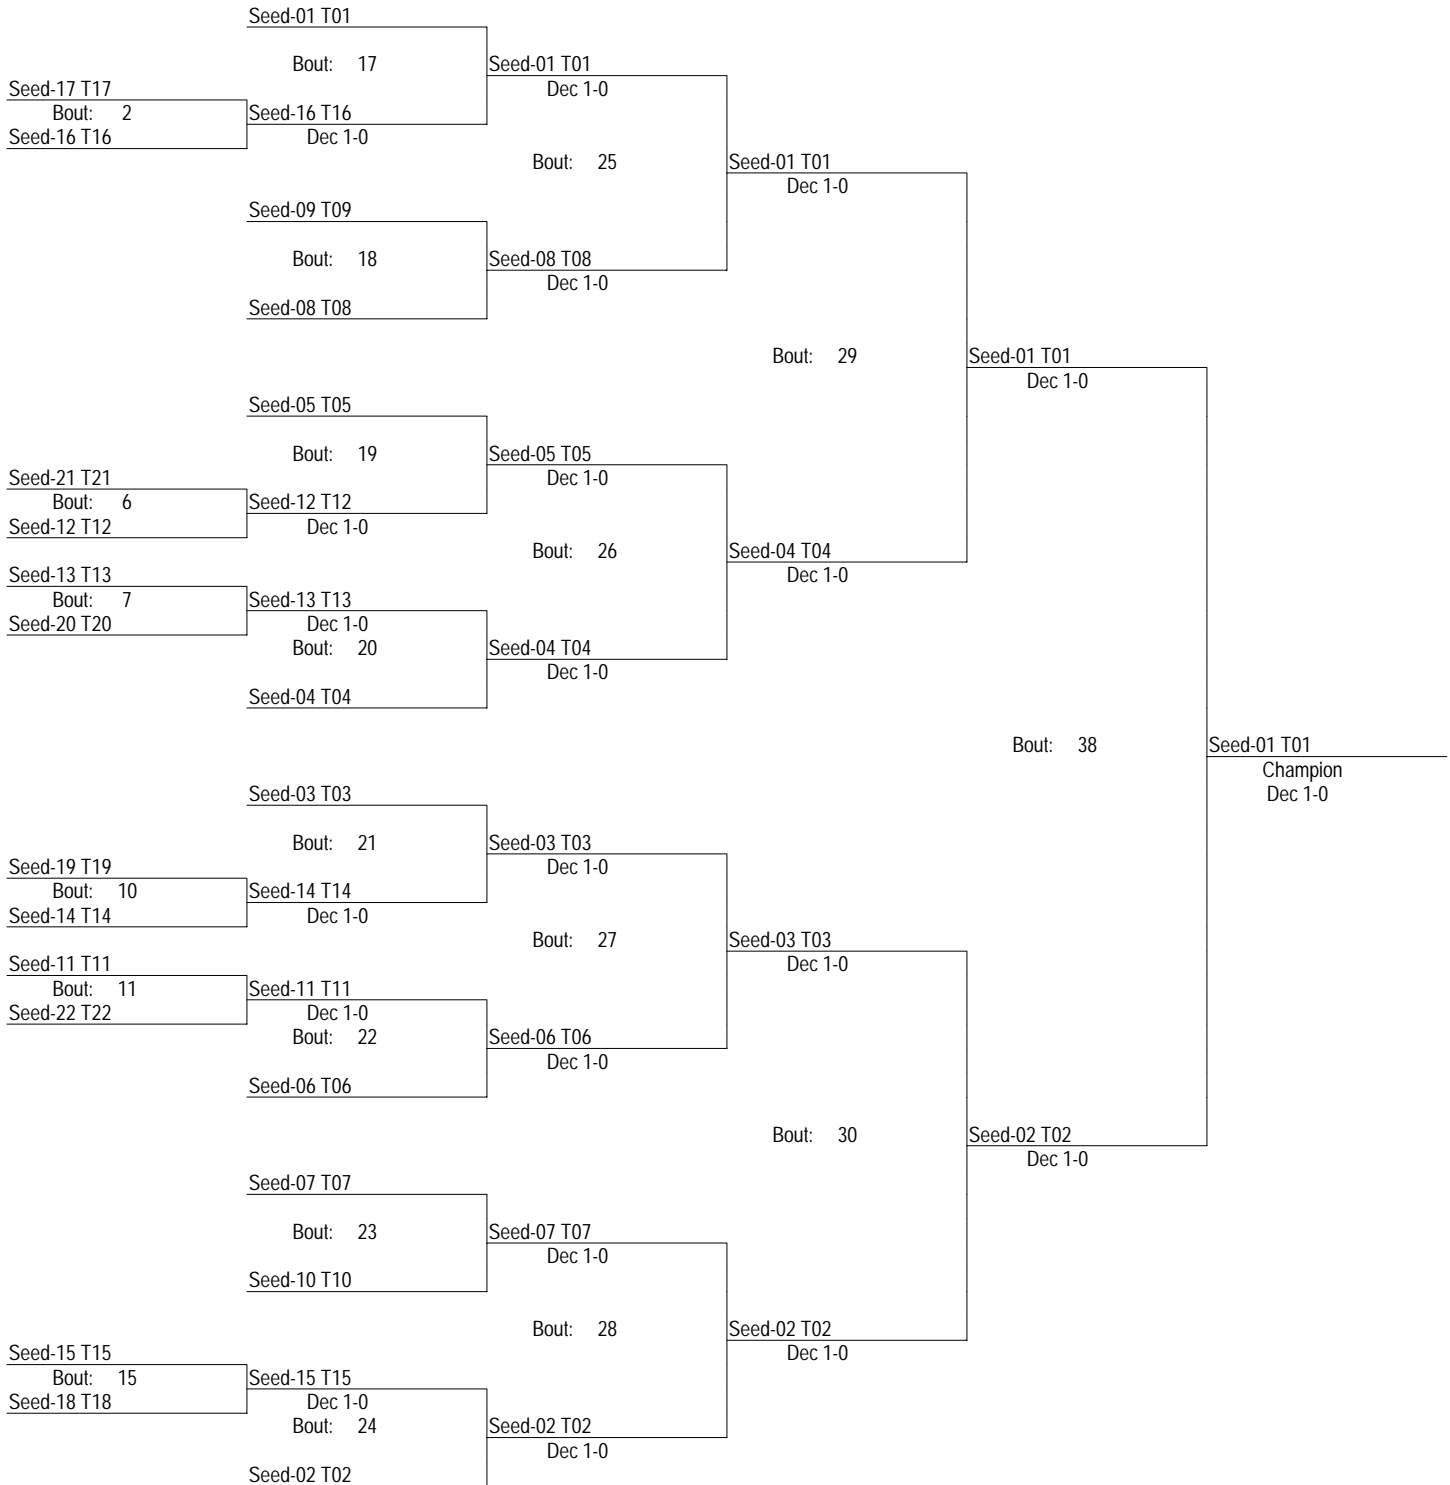 Seed-01 T01
Bout: 17 Seed-01 T01
Seed-17 T17 Dec 1-0
Bout: 2 Seed-16 T16
Seed-16 T16 Dec 1-0
Bout: 25 Seed-01 T01
Dec 1-0
Seed-09 T09
Bout: 18 Seed-08 T08
Dec 1-0
Seed-08 T08
Bout: 29 Seed-01 T01
Dec 1-0
Seed-05 T05
Bout: 19 Seed-05 T05
Seed-21 T21 Dec 1-0
Bout: 6 Seed-12 T12
Seed-12 T12 Dec 1-0
Bout: 26 Seed-04 T04
Seed-13 T13 Dec 1-0
Bout: 7 Seed-13 T13
Seed-20 T20 Dec 1-0
Bout: 20 Seed-04 T04
Dec 1-0
Seed-04 T04
Bout: 38 Seed-01 T01
Champion
Seed-03 T03 Dec 1-0
Bout: 21 Seed-03 T03
Seed-19 T19 Dec 1-0
Bout: 10 Seed-14 T14
Seed-14 T14 Dec 1-0
Bout: 27 Seed-03 T03
Seed-11 T11 Dec 1-0
Bout: 11 Seed-11 T11
Seed-22 T22 Dec 1-0
Bout: 22 Seed-06 T06
Dec 1-0
Seed-06 T06
Bout: 30 Seed-02 T02
Dec 1-0
Seed-07 T07
Bout: 23 Seed-07 T07
Dec 1-0
Seed-10 T10
Bout: 28 Seed-02 T02
Seed-15 T15 Dec 1-0
Bout: 15 Seed-15 T15
Seed-18 T18 Dec 1-0
Bout: 24 Seed-02 T02
Dec 1-0
Seed-02 T02